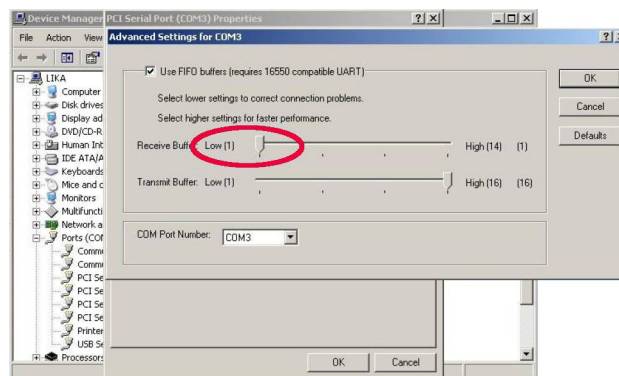 Device Manager
PCI Serial Port (COM3) Properties
File Action View
Advanced Settings for COM3
LIKA
Computer
Disk drives
Display ad
DVD/CD-R
Human Int
IDE ATA/A
Keyboards
Mice and o
Monitors
Multifuncti
Network a
Ports (COM
Commu
Commu
PCI Se
PCI Se
PCI Se
PCI Se
Printer
USB Se
Processors
Use FIFO buffers (requires 16550 compatible UART)
Select lower settings to correct connection problems.
Select higher settings for faster performance.
Receive Buffer: Low (1) High (14) (1)
Transmit Buffer: Low (1) High (16) (16)
COM Port Number: COM3
OK
Cancel
Defaults
OK Cancel